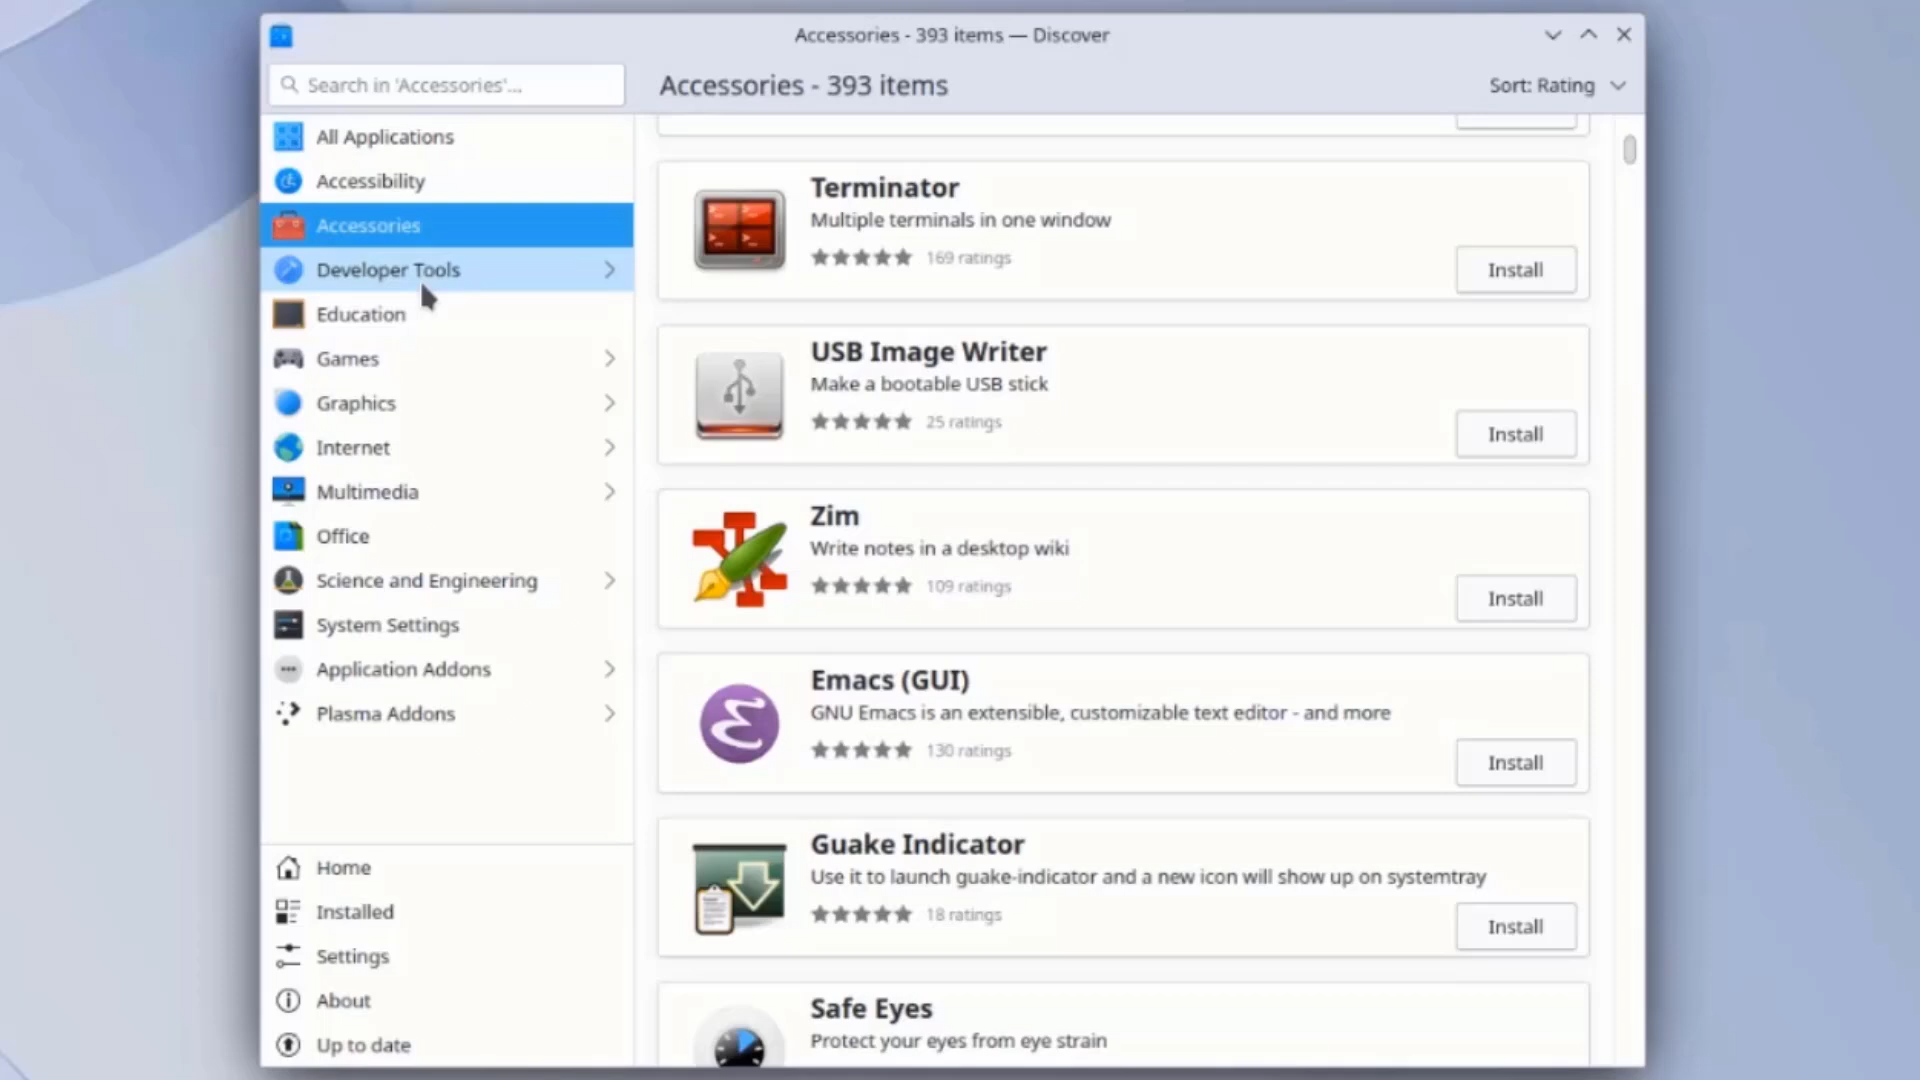 Accessories - 393 items — Discover
Search in 'Accessories'...
Accessories - 393 items
Sort: Rating
All Applications
Accessibility
Accessories
Developer Tools
Education
Games
Graphics
Internet
Multimedia
Office
Science and Engineering
System Settings
Application Addons
Plasma Addons
Home
Installed
Settings
About
Up to date
Terminator
Multiple terminals in one window
169 ratings
Install
USB Image Writer
Make a bootable USB stick
25 ratings
Install
Zim
Write notes in a desktop wiki
109 ratings
Install
Emacs (GUI)
GNU Emacs is an extensible, customizable text editor - and more
130 ratings
Install
Guake Indicator
Use it to launch guake-indicator and a new icon will show up on systemtray
18 ratings
Install
Safe Eyes
Protect your eyes from eye strain